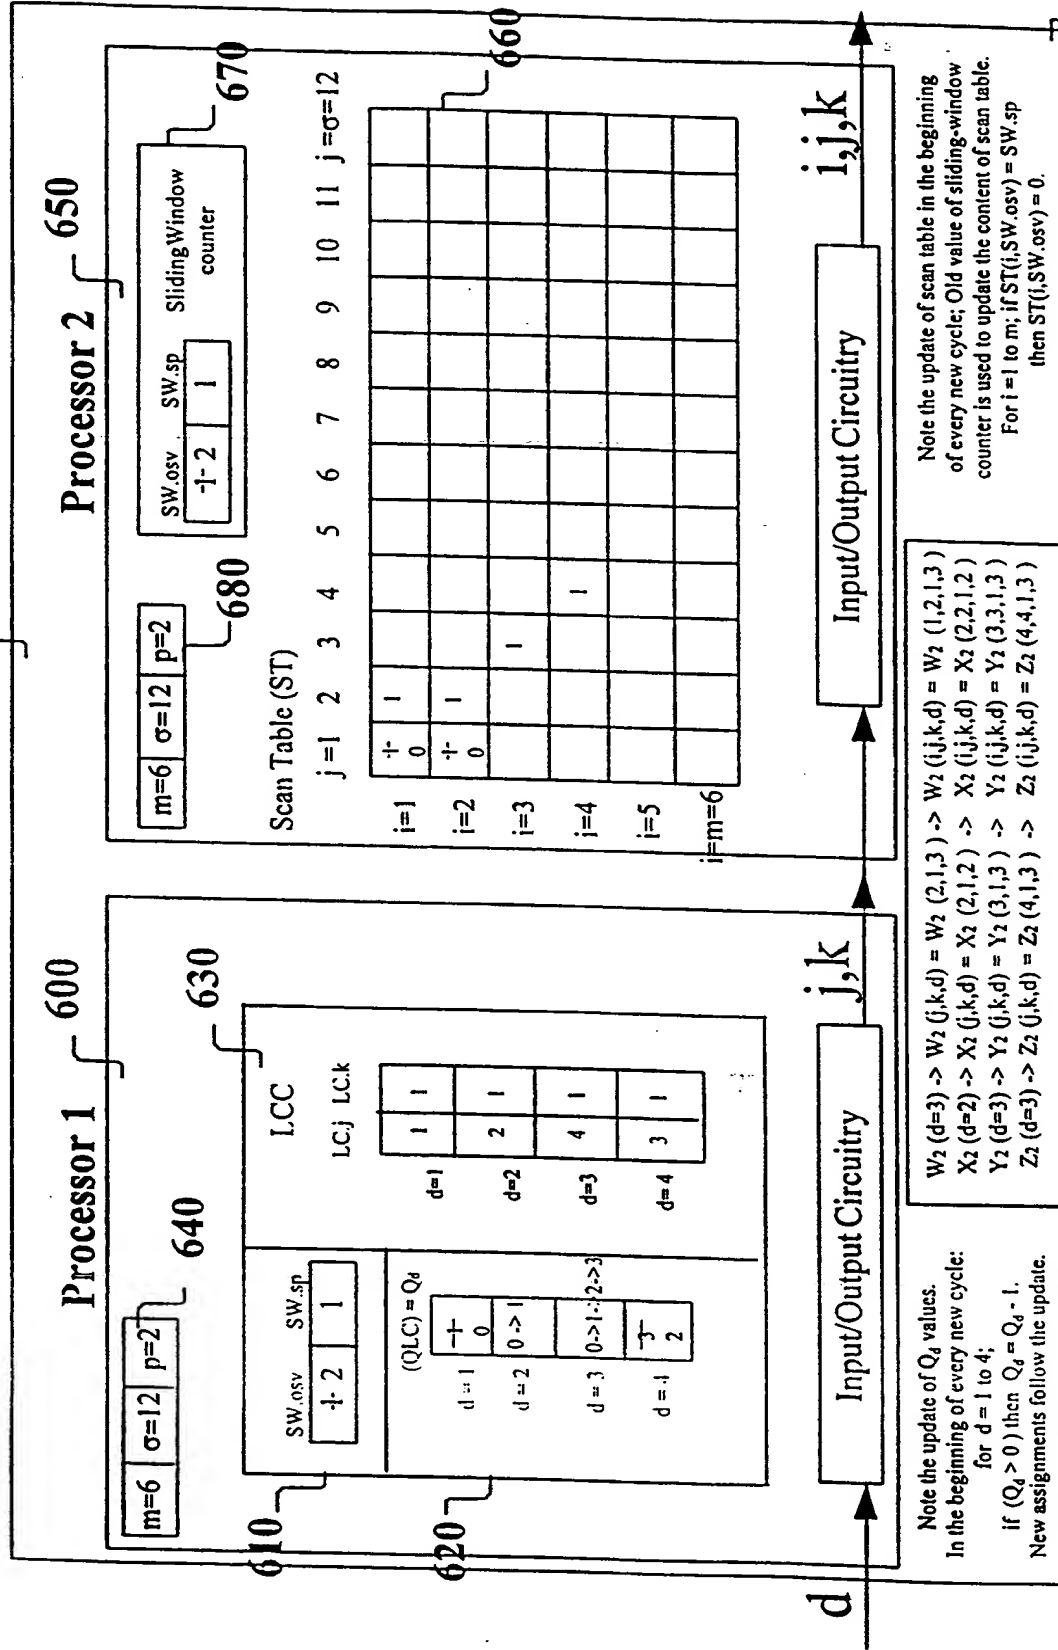 Processor 1
600
m=6 σ=12 p=2
640
610
SW.osv SW.sp
1 2 1
620
(QLC) = Qd
d = 1 1 0
d = 2 0 -> 1
d = 3 0->1->2->3
d = 4 3 2
630
LCC
LC.j LC.k
d=1 1 1
d=2 2 1
d=3 4 1
d=4 3 1
d
Input/Output Circuitry
j,k
Processor 2
650
m=6 σ=12 p=2
680
SW.osv SW.sp
1 2 1
SlidingWindow
counter
670
Scan Table (ST)
660
j=1 2 3 4 5 6 7 8 9 10 11 j=σ=12
i=1 1 0 1
i=2 1 0 1
i=3 1
i=4 1
i=5
i=m=6
Input/Output Circuitry
i,j,k
Note the update of Qd values.
In the beginning of every new cycle:
for d = 1 to 4;
if (Qd > 0) then Qd = Qd - 1.
New assignments follow the update.
W2 (d=3) -> W2 (j,k,d) = W2 (2,1,3) -> W2 (i,j,k,d) = W2 (1,2,1,3)
X2 (d=2) -> X2 (j,k,d) = X2 (2,1,2) -> X2 (i,j,k,d) = X2 (2,2,1,2)
Y2 (d=3) -> Y2 (j,k,d) = Y2 (3,1,3) -> Y2 (i,j,k,d) = Y2 (3,3,1,3)
Z2 (d=3) -> Z2 (j,k,d) = Z2 (4,1,3) -> Z2 (i,j,k,d) = Z2 (4,4,1,3)
Note the update of scan table in the beginning
of every new cycle; Old value of sliding-window
counter is used to update the content of scan table.
For i =1 to m; if ST(i,SW.osv) = SW.sp
then ST(i,SW.osv) = 0.